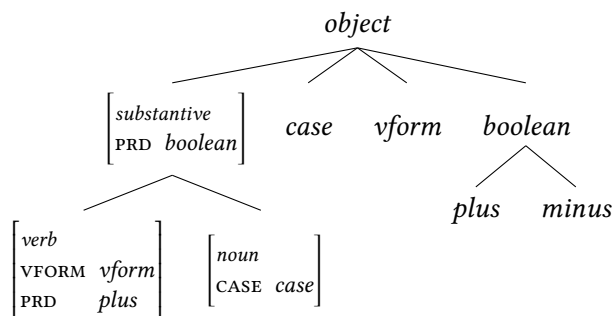 object
substantive
PRD boolean
case
vform
boolean
plus
minus
verb
VFORM vform
PRD plus
noun
CASE case